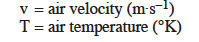 v = air velocity (m·s⁻¹)
T = air temperature (°K)